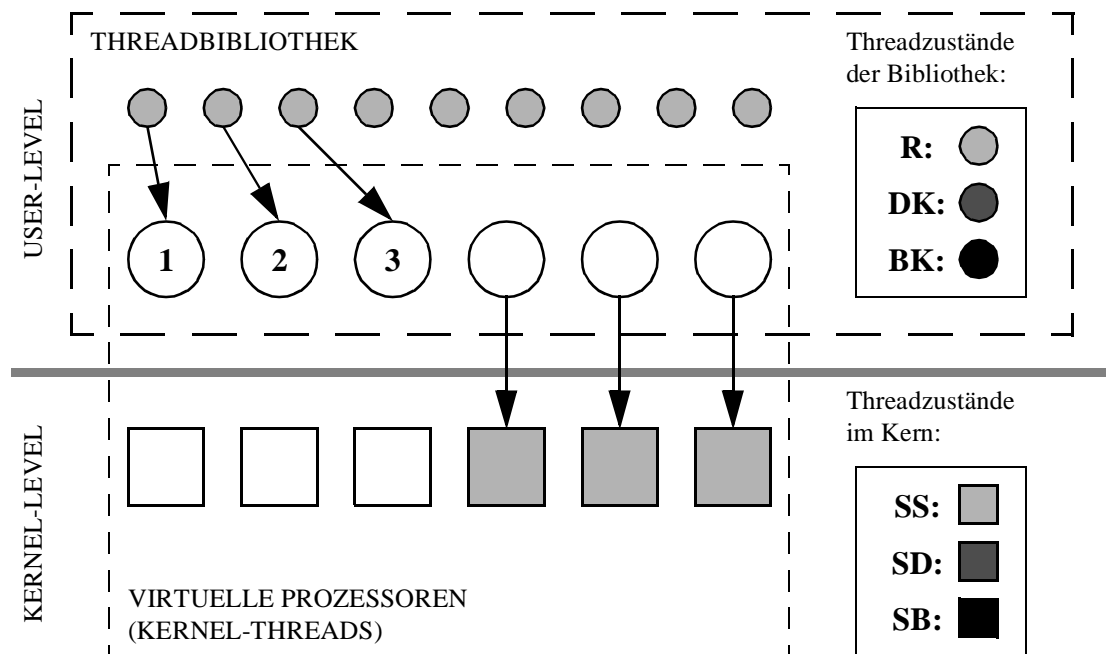 THREADBIBLIOTHEK
Threadzustände
der Bibliothek:
USER-LEVEL
R:
DK:
BK:
1 2 3
Threadzustände
im Kern:
KERNEL-LEVEL
SS:
SD:
SB:
VIRTUELLE PROZESSOREN
(KERNEL-THREADS)